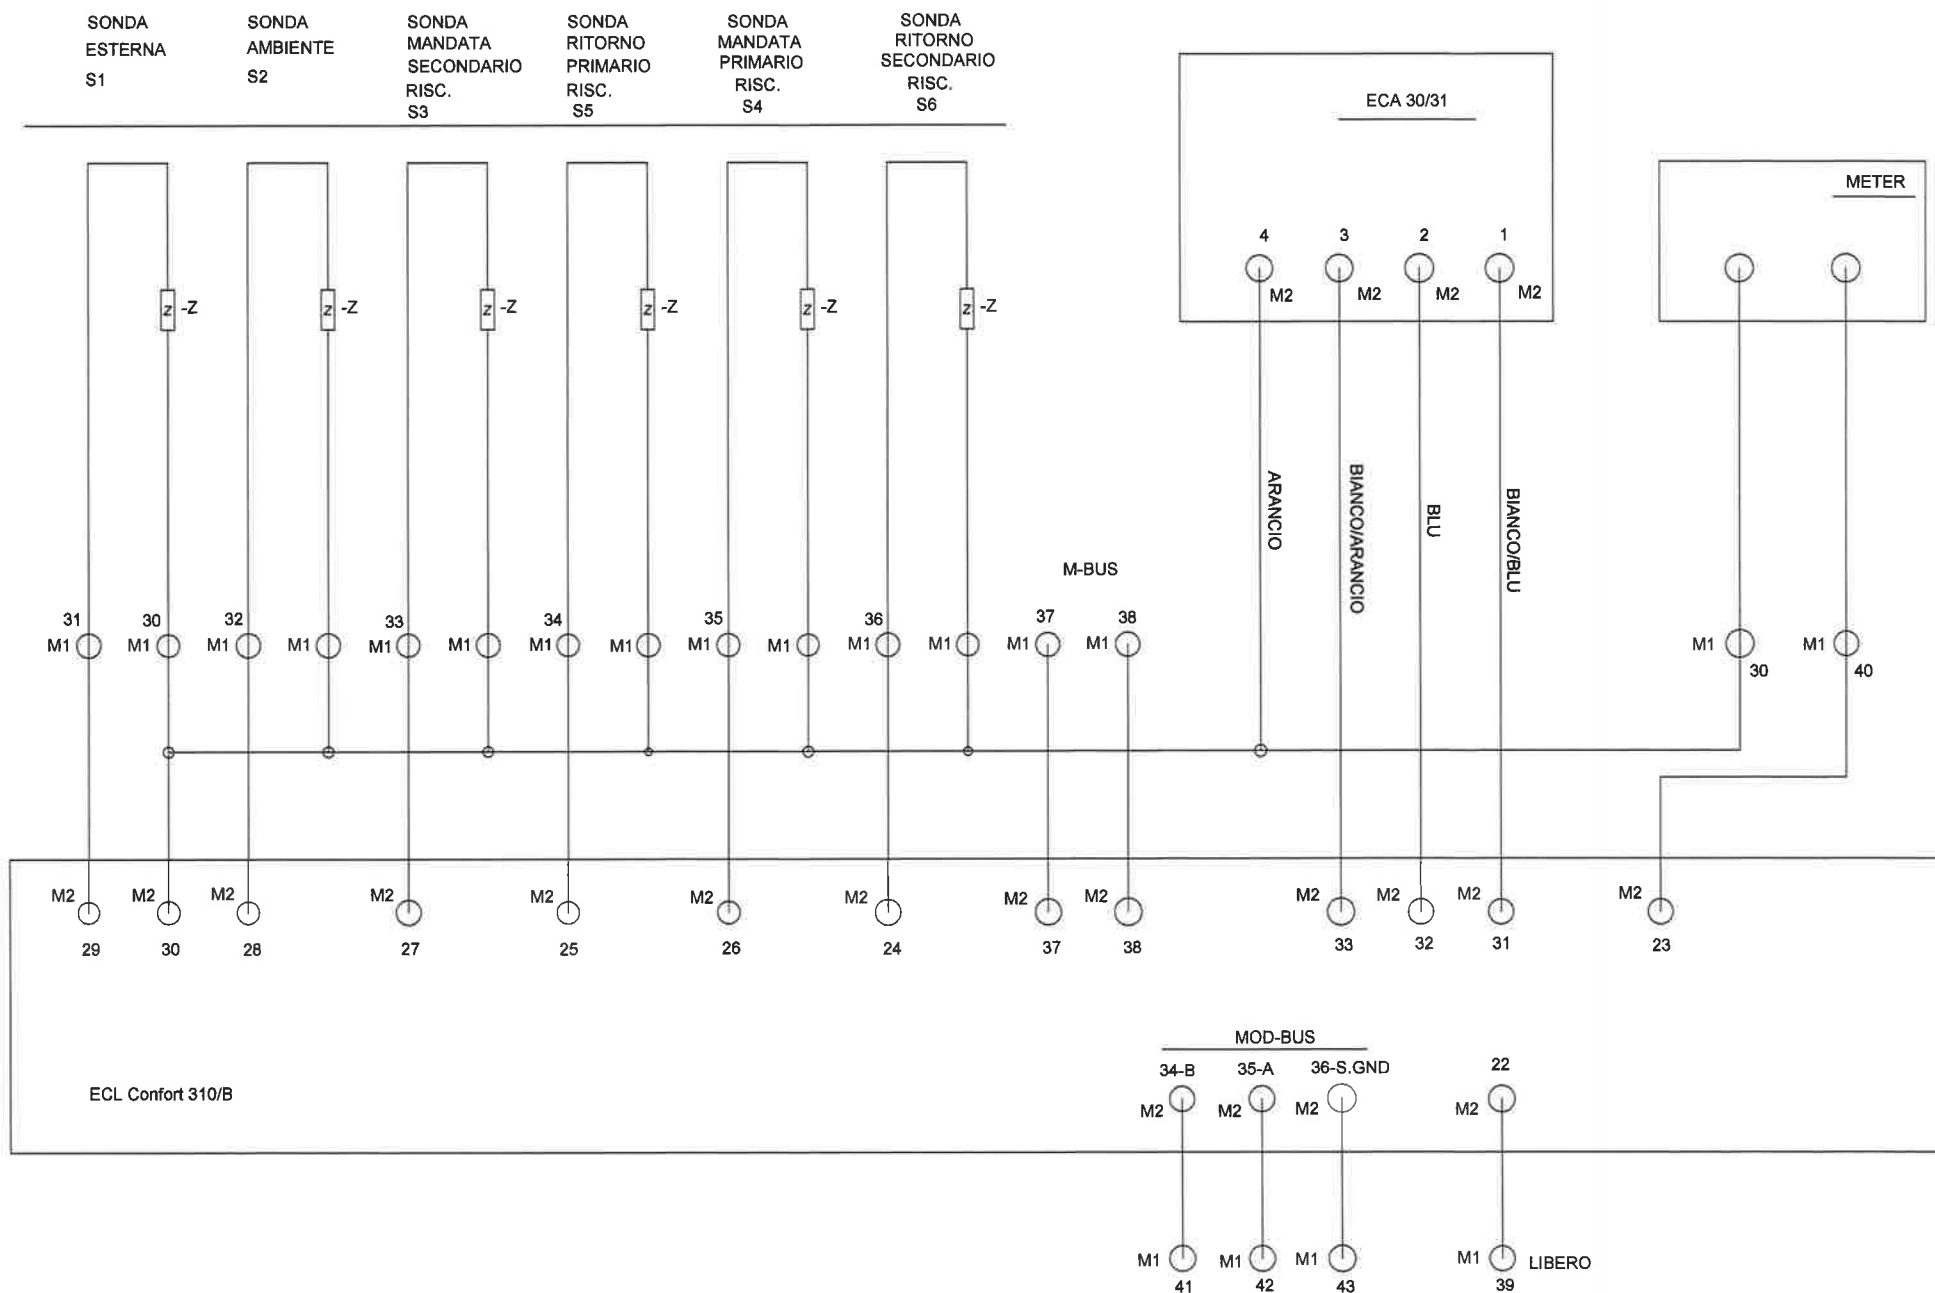 SONDA
ESTERNA
S1
SONDA
AMBIENTE
S2
SONDA
MANDATA
SECONDARIO
RISC.
S3
SONDA
RITORNO
PRIMARIO
RISC.
S5
SONDA
MANDATA
PRIMARIO
RISC.
S4
SONDA
RITORNO
SECONDARIO
RISC.
S6
ECA 30/31
METER
4 3 2 1
M2 M2 M2 M2
Z -Z Z -Z Z -Z Z -Z Z -Z Z -Z
ARANCIO
BIANCO/ARANCIO
BLU
BIANCO/BLU
M-BUS
31 30 32 33 34 35 36 37 38
M1 M1 M1 M1 M1 M1 M1 M1 M1 M1 M1 M1 M1 M1 M1 M1
30 40
M2 M2 M2 M2 M2 M2 M2 M2 M2 M2 M2 M2 M2
29 30 28 27 25 26 24 37 38 33 32 31 23
MOD-BUS
34-B 35-A 36-S.GND 22
M2 M2 M2 M2
ECL Confort 310/B
M1 M1 M1 M1 LIBERO
41 42 43 39